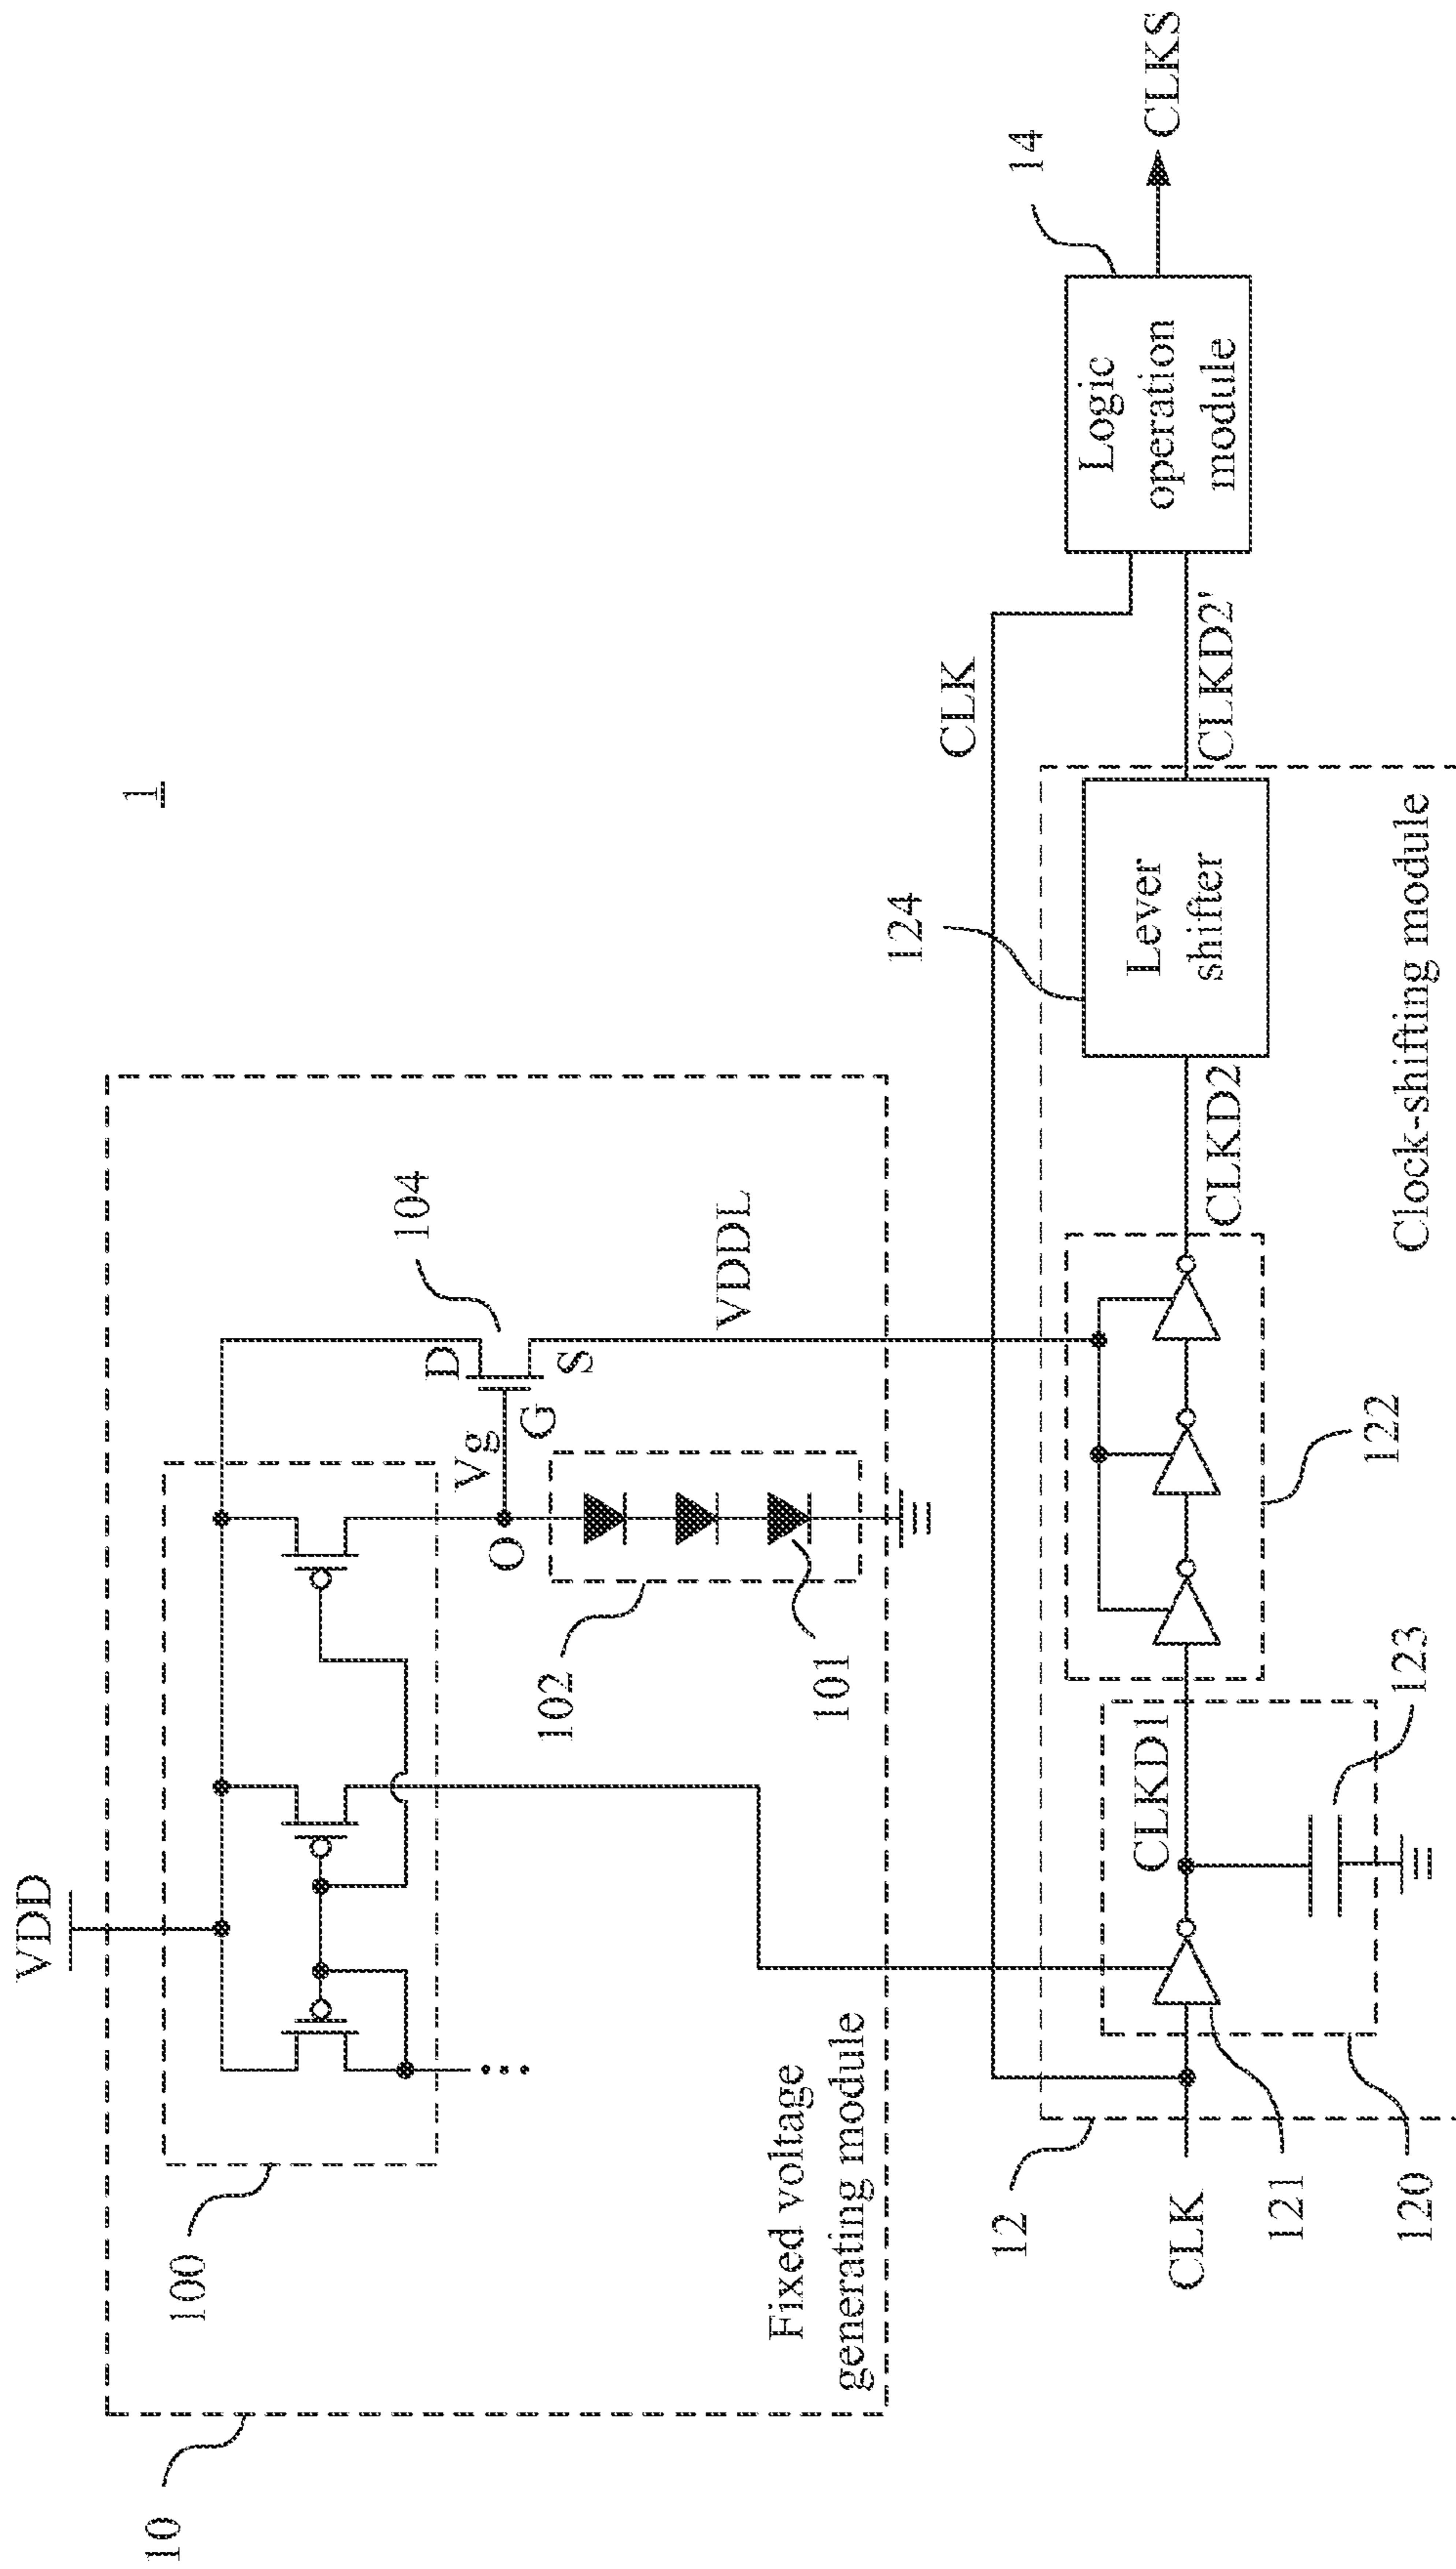 1
VDD
10
100
104
D
G
S
Vg
O
102
101
VDDL
Fixed voltage
generating module
CLK
12
CLK
121
120
CLKD1
123
122
CLKD2
124
Lever
shifter
Clock-shifting module
CLKD2'
Logic
operation
module
14
CLKS